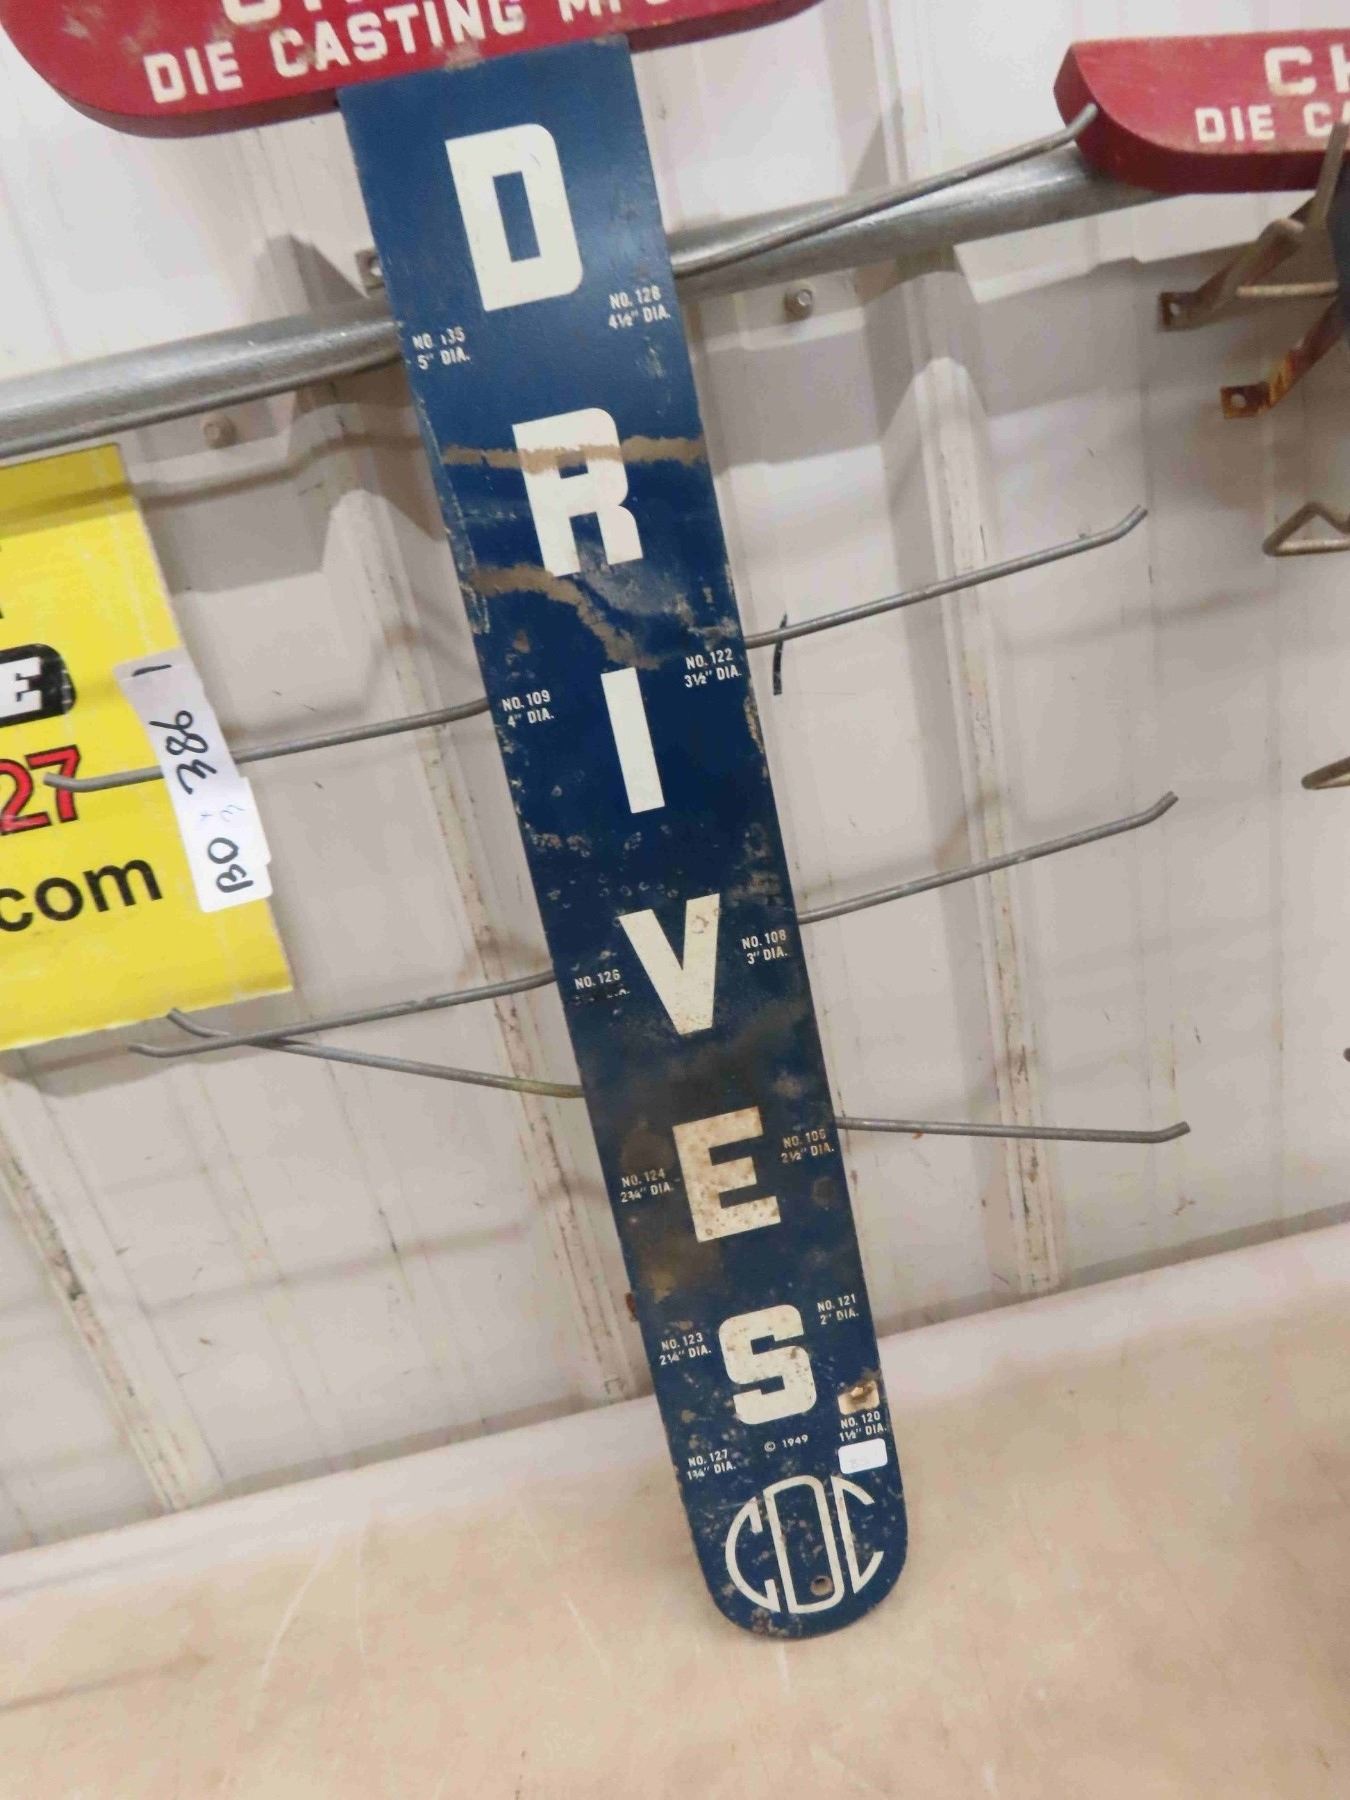 DIE CASTING
CH
DIE CA
D
NO. 128
4½" DIA.
NO. 135
5" DIA.
R
NO. 122
3½" DIA.
NO. 109
4" DIA.
I
V
NO. 108
3" DIA.
NO. 126
E
NO. 106
2½" DIA.
NO. 124
2¾" DIA.
S
NO. 121
2" DIA.
NO. 123
2¼" DIA.
NO. 120
1½" DIA.
© 1949
NO. 127
1¾" DIA.
CDC
E
27
.com
BO x 386